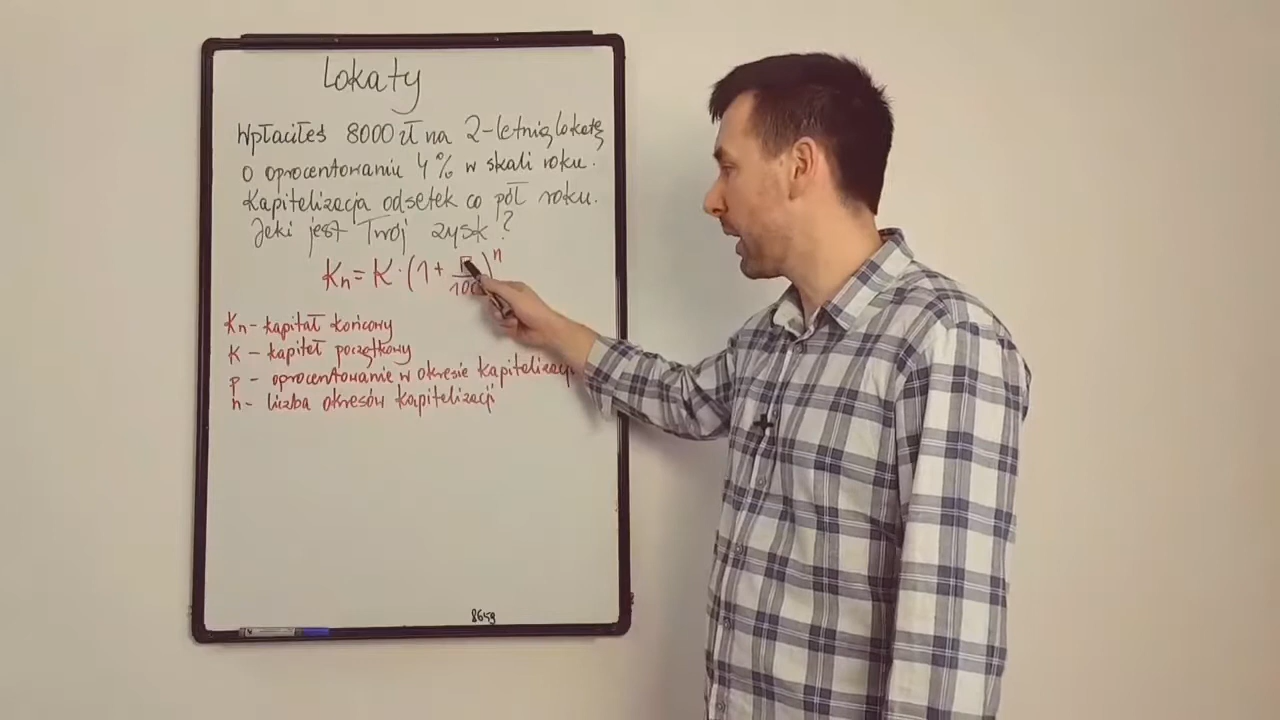 Lokaty
Wpłaciłeś 8000 zł na 2-letnią lokatę
o oprocentowaniu 4% w skali roku.
Kapitalizacja odsetek co pół roku.
Jaki jest Twój zysk?
Kn = K · (1 + p/100)^n
Kn - kapitał końcowy
K - kapitał początkowy
p - oprocentowanie w okresie kapitalizacji
n - liczba okresów kapitalizacji